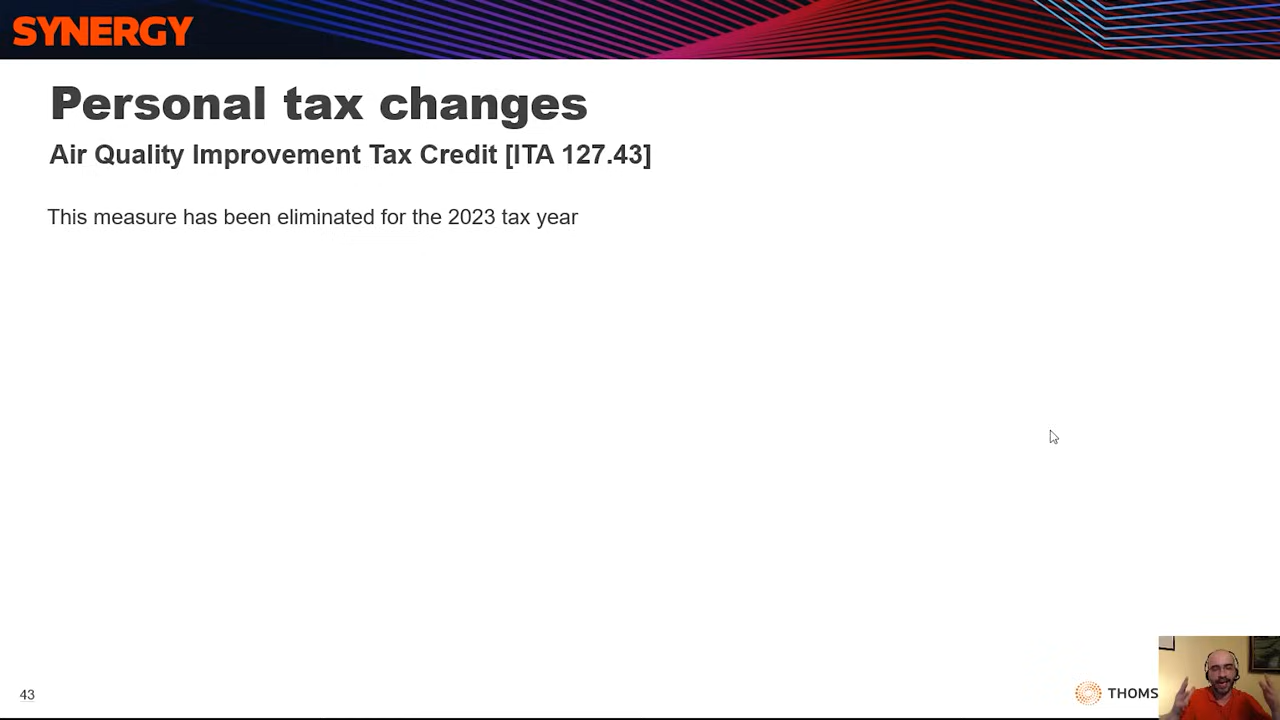 SYNERGY
Personal tax changes
Air Quality Improvement Tax Credit [ITA 127.43]
This measure has been eliminated for the 2023 tax year
43
THOMS